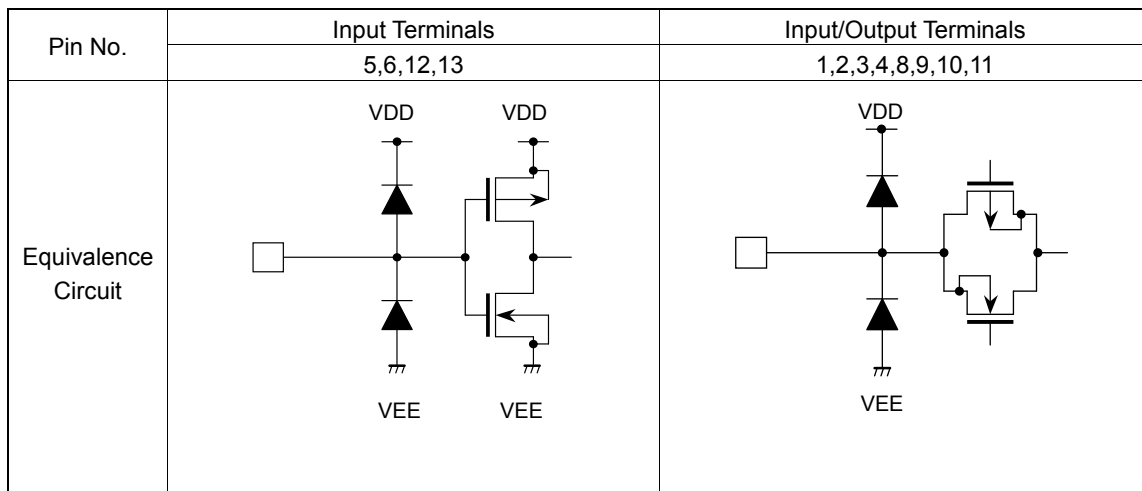 Pin No.
Input Terminals
Input/Output Terminals
5,6,12,13
1,2,3,4,8,9,10,11
Equivalence
Circuit
VDD
VDD
VEE
VEE
VDD
VEE